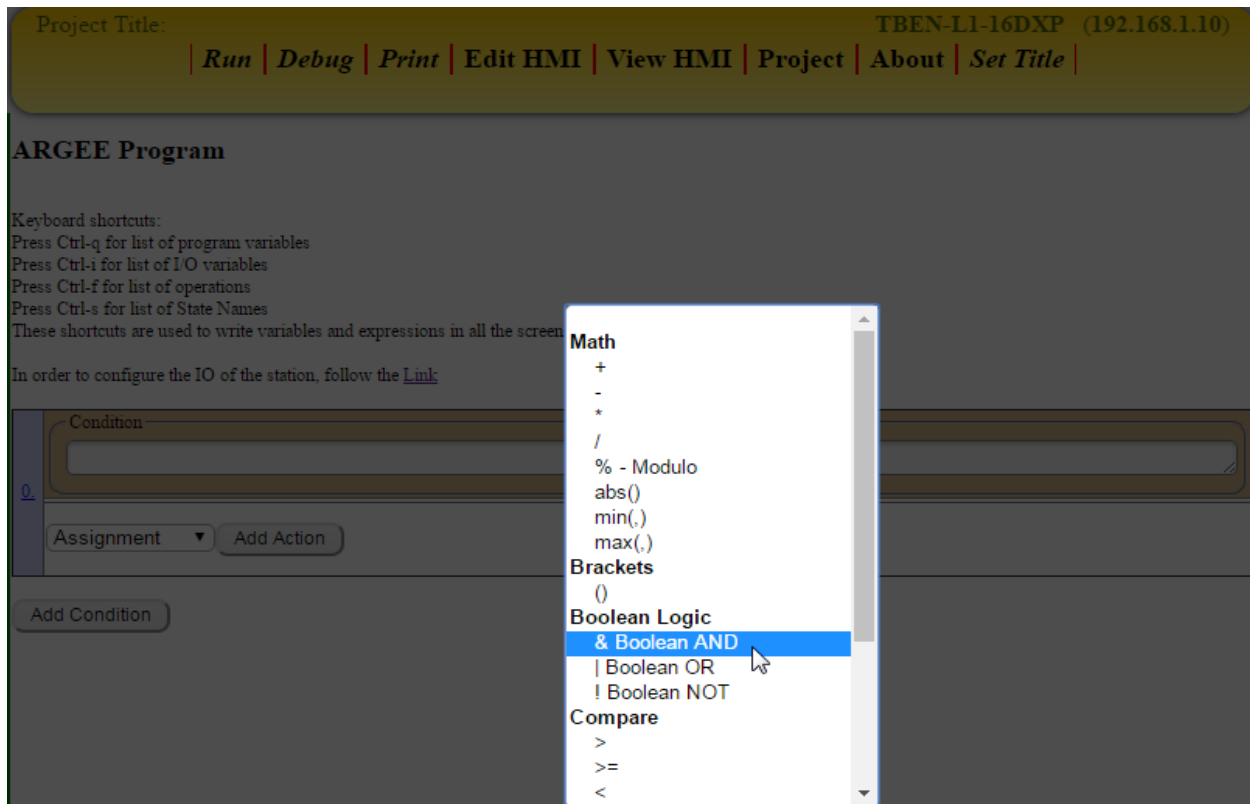 Project Title:
TBEN-L1-16DXP (192.168.1.10)
Run | Debug | Print | Edit HMI | View HMI | Project | About | Set Title
ARGEE Program
Keyboard shortcuts:
Press Ctrl-q for list of program variables
Press Ctrl-i for list of I/O variables
Press Ctrl-f for list of operations
Press Ctrl-s for list of State Names
These shortcuts are used to write variables and expressions in all the screen
In order to configure the IO of the station, follow the Link
Condition
0.
Assignment
Add Action
Add Condition
Math
+
-
*
/
% - Modulo
abs()
min(,)
max(,)
Brackets
()
Boolean Logic
& Boolean AND
| Boolean OR
! Boolean NOT
Compare
>
>=
<